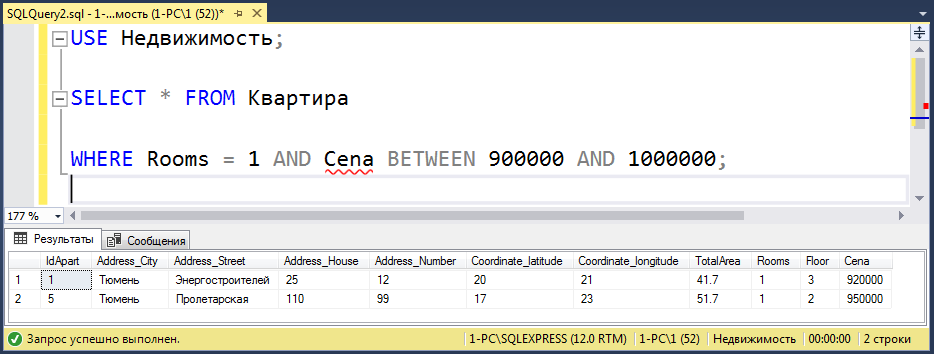 SQLQuery2.sql - 1-...мость (1-PC\1 (52))*
USE Недвижимость;
SELECT * FROM Квартира
WHERE Rooms = 1 AND Cena BETWEEN 900000 AND 1000000;
177 %
Результаты Сообщения
IdApart Address_City Address_Street Address_House Address_Number Coordinate_latitude Coordinate_longitude TotalArea Rooms Floor Cena
1 1 Тюмень Энергостроителей 25 12 20 21 41.7 1 3 920000
2 5 Тюмень Пролетарская 110 99 17 23 51.7 1 2 950000
Запрос успешно выполнен. 1-PC\SQLEXPRESS (12.0 RTM) 1-PC\1 (52) Недвижимость 00:00:00 2 строки